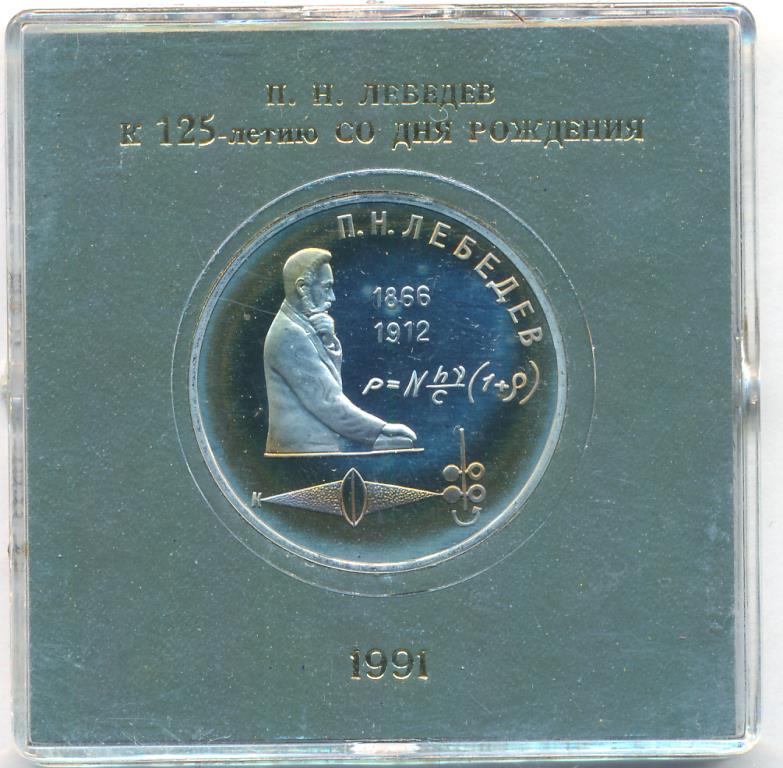 П. Н. ЛЕБЕДЕВ
К 125-летию СО ДНЯ РОЖДЕНИЯ
П.Н.ЛЕБЕДЕВ
1866
1912
p=N hν/c (1+ρ)
К
1991